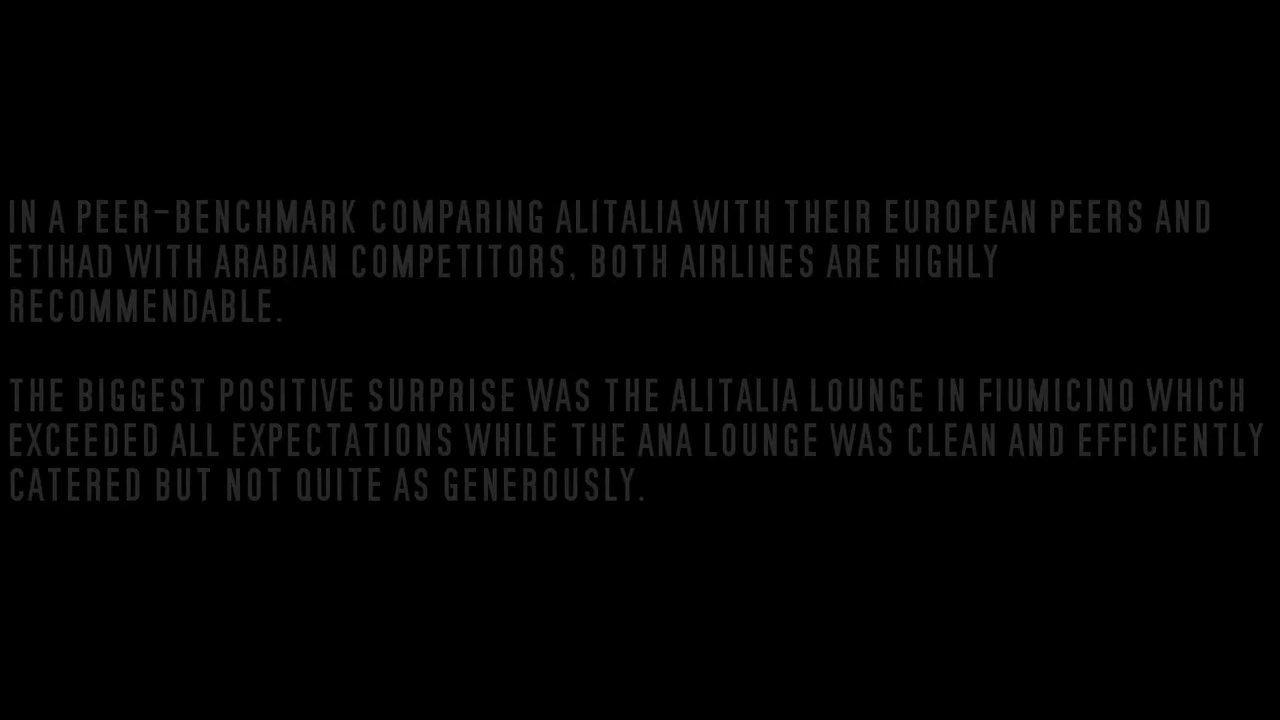 IN A PEER-BENCHMARK COMPARING ALITALIA WITH THEIR EUROPEAN PEERS AND
ETIHAD WITH ARABIAN COMPETITORS, BOTH AIRLINES ARE HIGHLY
RECOMMENDABLE.
THE BIGGEST POSITIVE SURPRISE WAS THE ALITALIA LOUNGE IN FIUMICINO WHICH
EXCEEDED ALL EXPECTATIONS WHILE THE ANA LOUNGE WAS CLEAN AND EFFICIENTLY
CATERED BUT NOT QUITE AS GENEROUSLY.